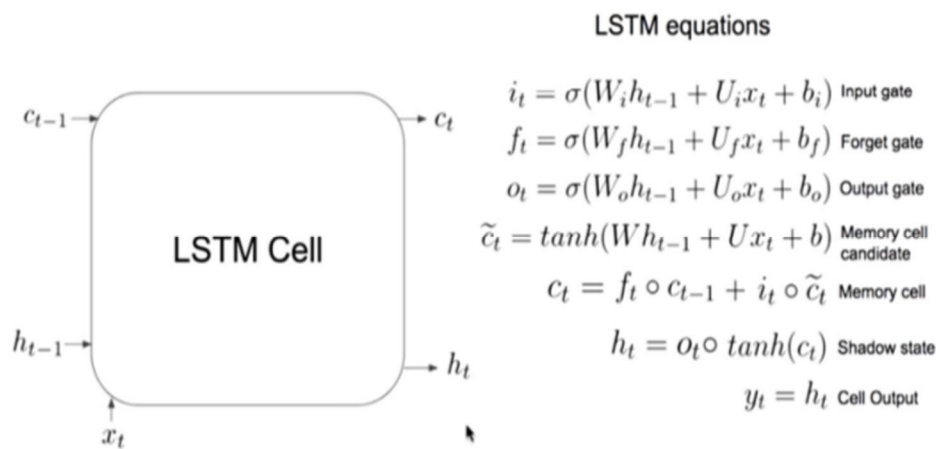 LSTM equations
c_{t−1}
c_t
LSTM Cell
h_{t−1}
h_t
x_t
i_t = σ(W_i h_{t−1} + U_i x_t + b_i) Input gate
f_t = σ(W_f h_{t−1} + U_f x_t + b_f) Forget gate
o_t = σ(W_o h_{t−1} + U_o x_t + b_o) Output gate
c̃_t = tanh(W h_{t−1} + U x_t + b) Memory cell
candidate
c_t = f_t ∘ c_{t−1} + i_t ∘ c̃_t Memory cell
h_t = o_t ∘ tanh(c_t) Shadow state
y_t = h_t Cell Output